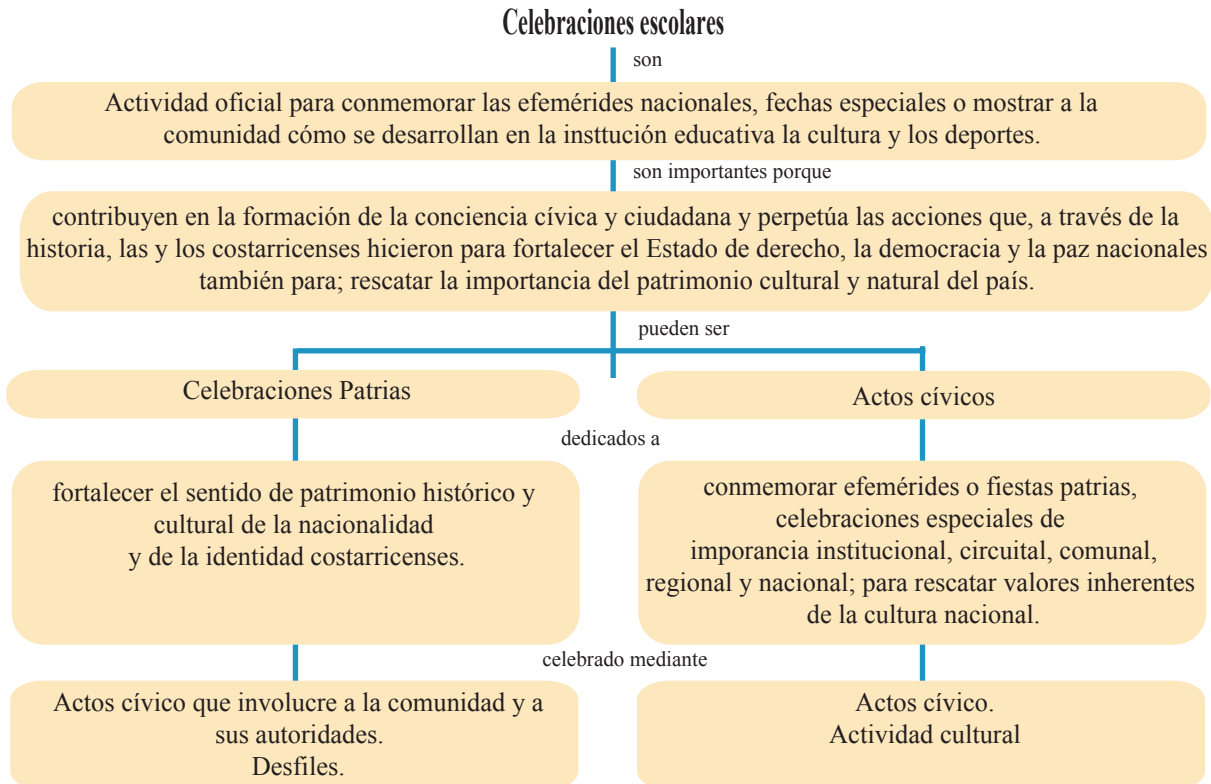 Celebraciones escolares
son
Actividad oficial para conmemorar las efemérides nacionales, fechas especiales o mostrar a la
comunidad cómo se desarrollan en la insttución educativa la cultura y los deportes.
son importantes porque
contribuyen en la formación de la conciencia cívica y ciudadana y perpetúa las acciones que, a través de la
historia, las y los costarricenses hicieron para fortalecer el Estado de derecho, la democracia y la paz nacionales
también para; rescatar la importancia del patrimonio cultural y natural del país.
pueden ser
Celebraciones Patrias
Actos cívicos
dedicados a
fortalecer el sentido de patrimonio histórico y
cultural de la nacionalidad
y de la identidad costarricenses.
conmemorar efemérides o fiestas patrias,
celebraciones especiales de
imporancia institucional, circuital, comunal,
regional y nacional; para rescatar valores inherentes
de la cultura nacional.
celebrado mediante
Actos cívico que involucre a la comunidad y a
sus autoridades.
Desfiles.
Actos cívico.
Actividad cultural